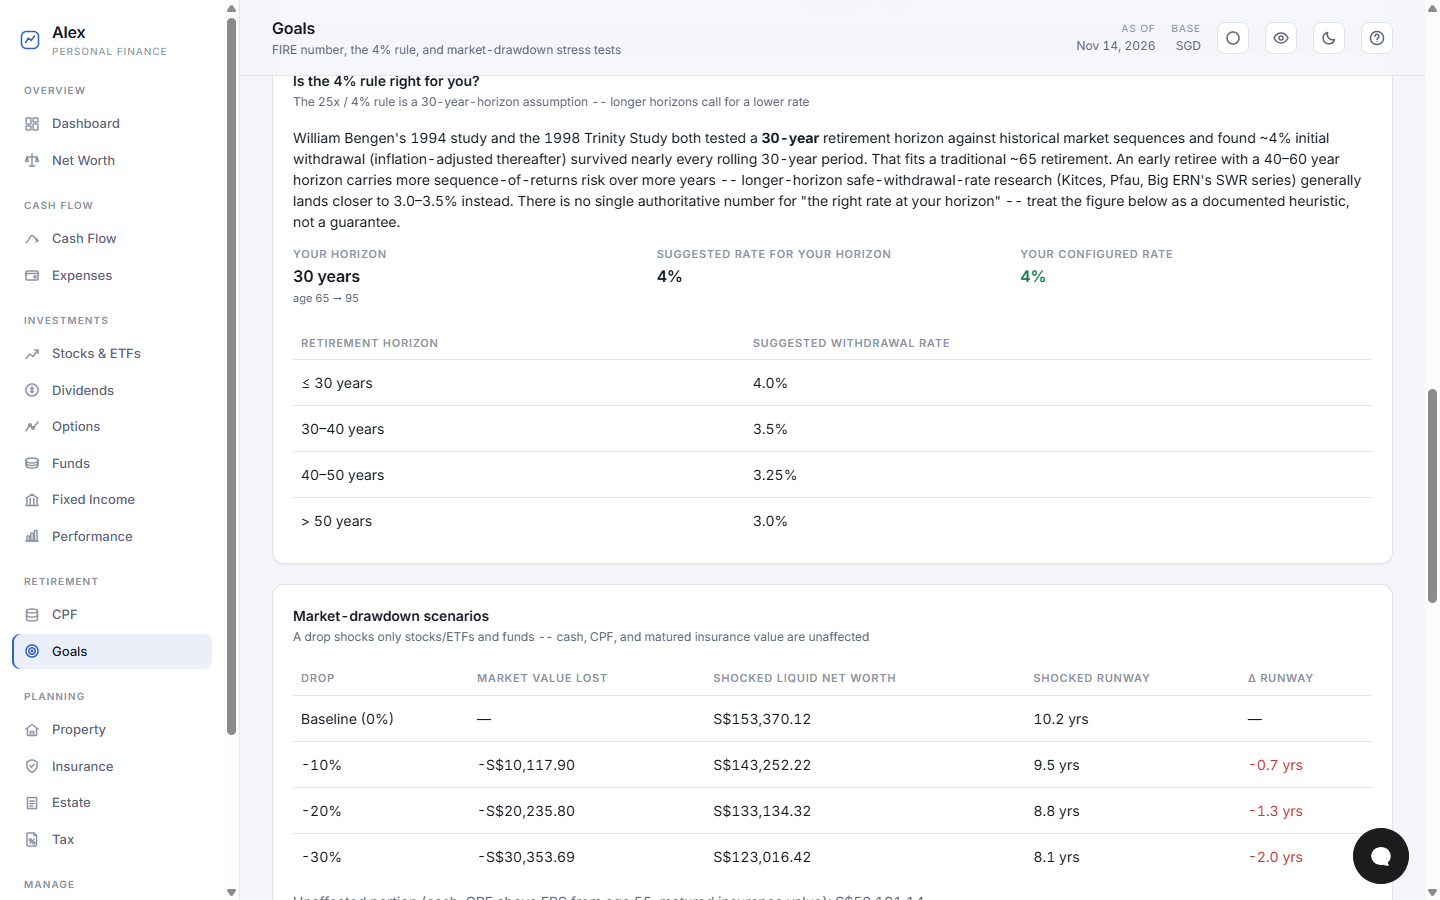 Alex
PERSONAL FINANCE
OVERVIEW
Dashboard
Net Worth
CASH FLOW
Cash Flow
Expenses
INVESTMENTS
Stocks & ETFs
Dividends
Options
Funds
Fixed Income
Performance
RETIREMENT
CPF
Goals
PLANNING
Property
Insurance
Estate
Tax
MANAGE
Goals
FIRE number, the 4% rule, and market-drawdown stress tests
AS OF
Nov 14, 2026
BASE
SGD
Is the 4% rule right for you?
The 25x / 4% rule is a 30-year-horizon assumption -- longer horizons call for a lower rate
William Bengen's 1994 study and the 1998 Trinity Study both tested a 30-year retirement horizon against historical market sequences and found ~4% initial
withdrawal (inflation-adjusted thereafter) survived nearly every rolling 30-year period. That fits a traditional ~65 retirement. An early retiree with a 40–60 year
horizon carries more sequence-of-returns risk over more years -- longer-horizon safe-withdrawal-rate research (Kitces, Pfau, Big ERN's SWR series) generally
lands closer to 3.0–3.5% instead. There is no single authoritative number for "the right rate at your horizon" -- treat the figure below as a documented heuristic,
not a guarantee.
YOUR HORIZON
30 years
age 65 → 95
SUGGESTED RATE FOR YOUR HORIZON
4%
YOUR CONFIGURED RATE
4%
RETIREMENT HORIZON SUGGESTED WITHDRAWAL RATE
≤ 30 years 4.0%
30–40 years 3.5%
40–50 years 3.25%
> 50 years 3.0%
Market-drawdown scenarios
A drop shocks only stocks/ETFs and funds -- cash, CPF, and matured insurance value are unaffected
DROP MARKET VALUE LOST SHOCKED LIQUID NET WORTH SHOCKED RUNWAY Δ RUNWAY
Baseline (0%) — S$153,370.12 10.2 yrs —
-10% -S$10,117.90 S$143,252.22 9.5 yrs -0.7 yrs
-20% -S$20,235.80 S$133,134.32 8.8 yrs -1.3 yrs
-30% -S$30,353.69 S$123,016.42 8.1 yrs -2.0 yrs